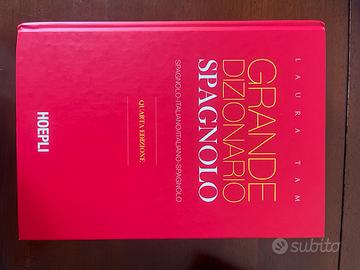 LAURA TAM
GRANDE
DIZIONARIO
SPAGNOLO
SPAGNOLO-ITALIANO/ITALIANO-SPAGNOLO
QUARTA EDIZIONE
HOEPLI
subito